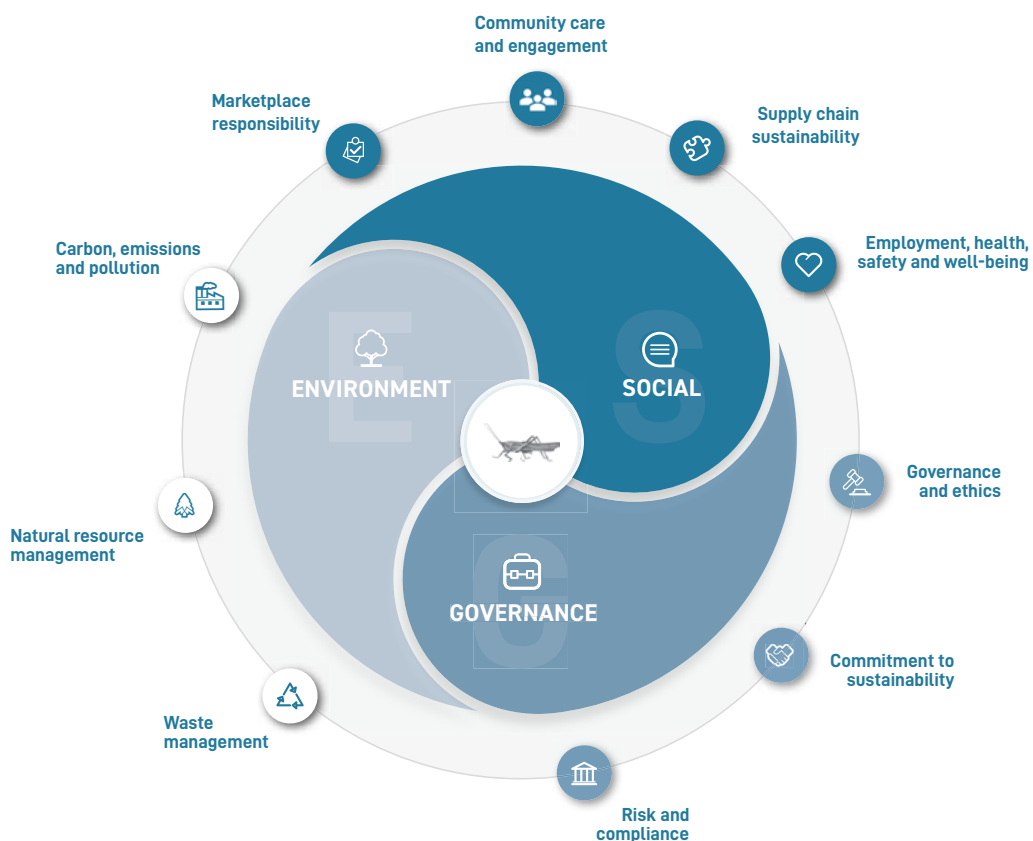 Community care
and engagement
Marketplace
responsibility
Supply chain
sustainability
Carbon, emissions
and pollution
Employment, health,
safety and well-being
E
S
ENVIRONMENT
SOCIAL
Governance
and ethics
Natural resource
management
G
GOVERNANCE
Commitment to
sustainability
Waste
management
Risk and
compliance